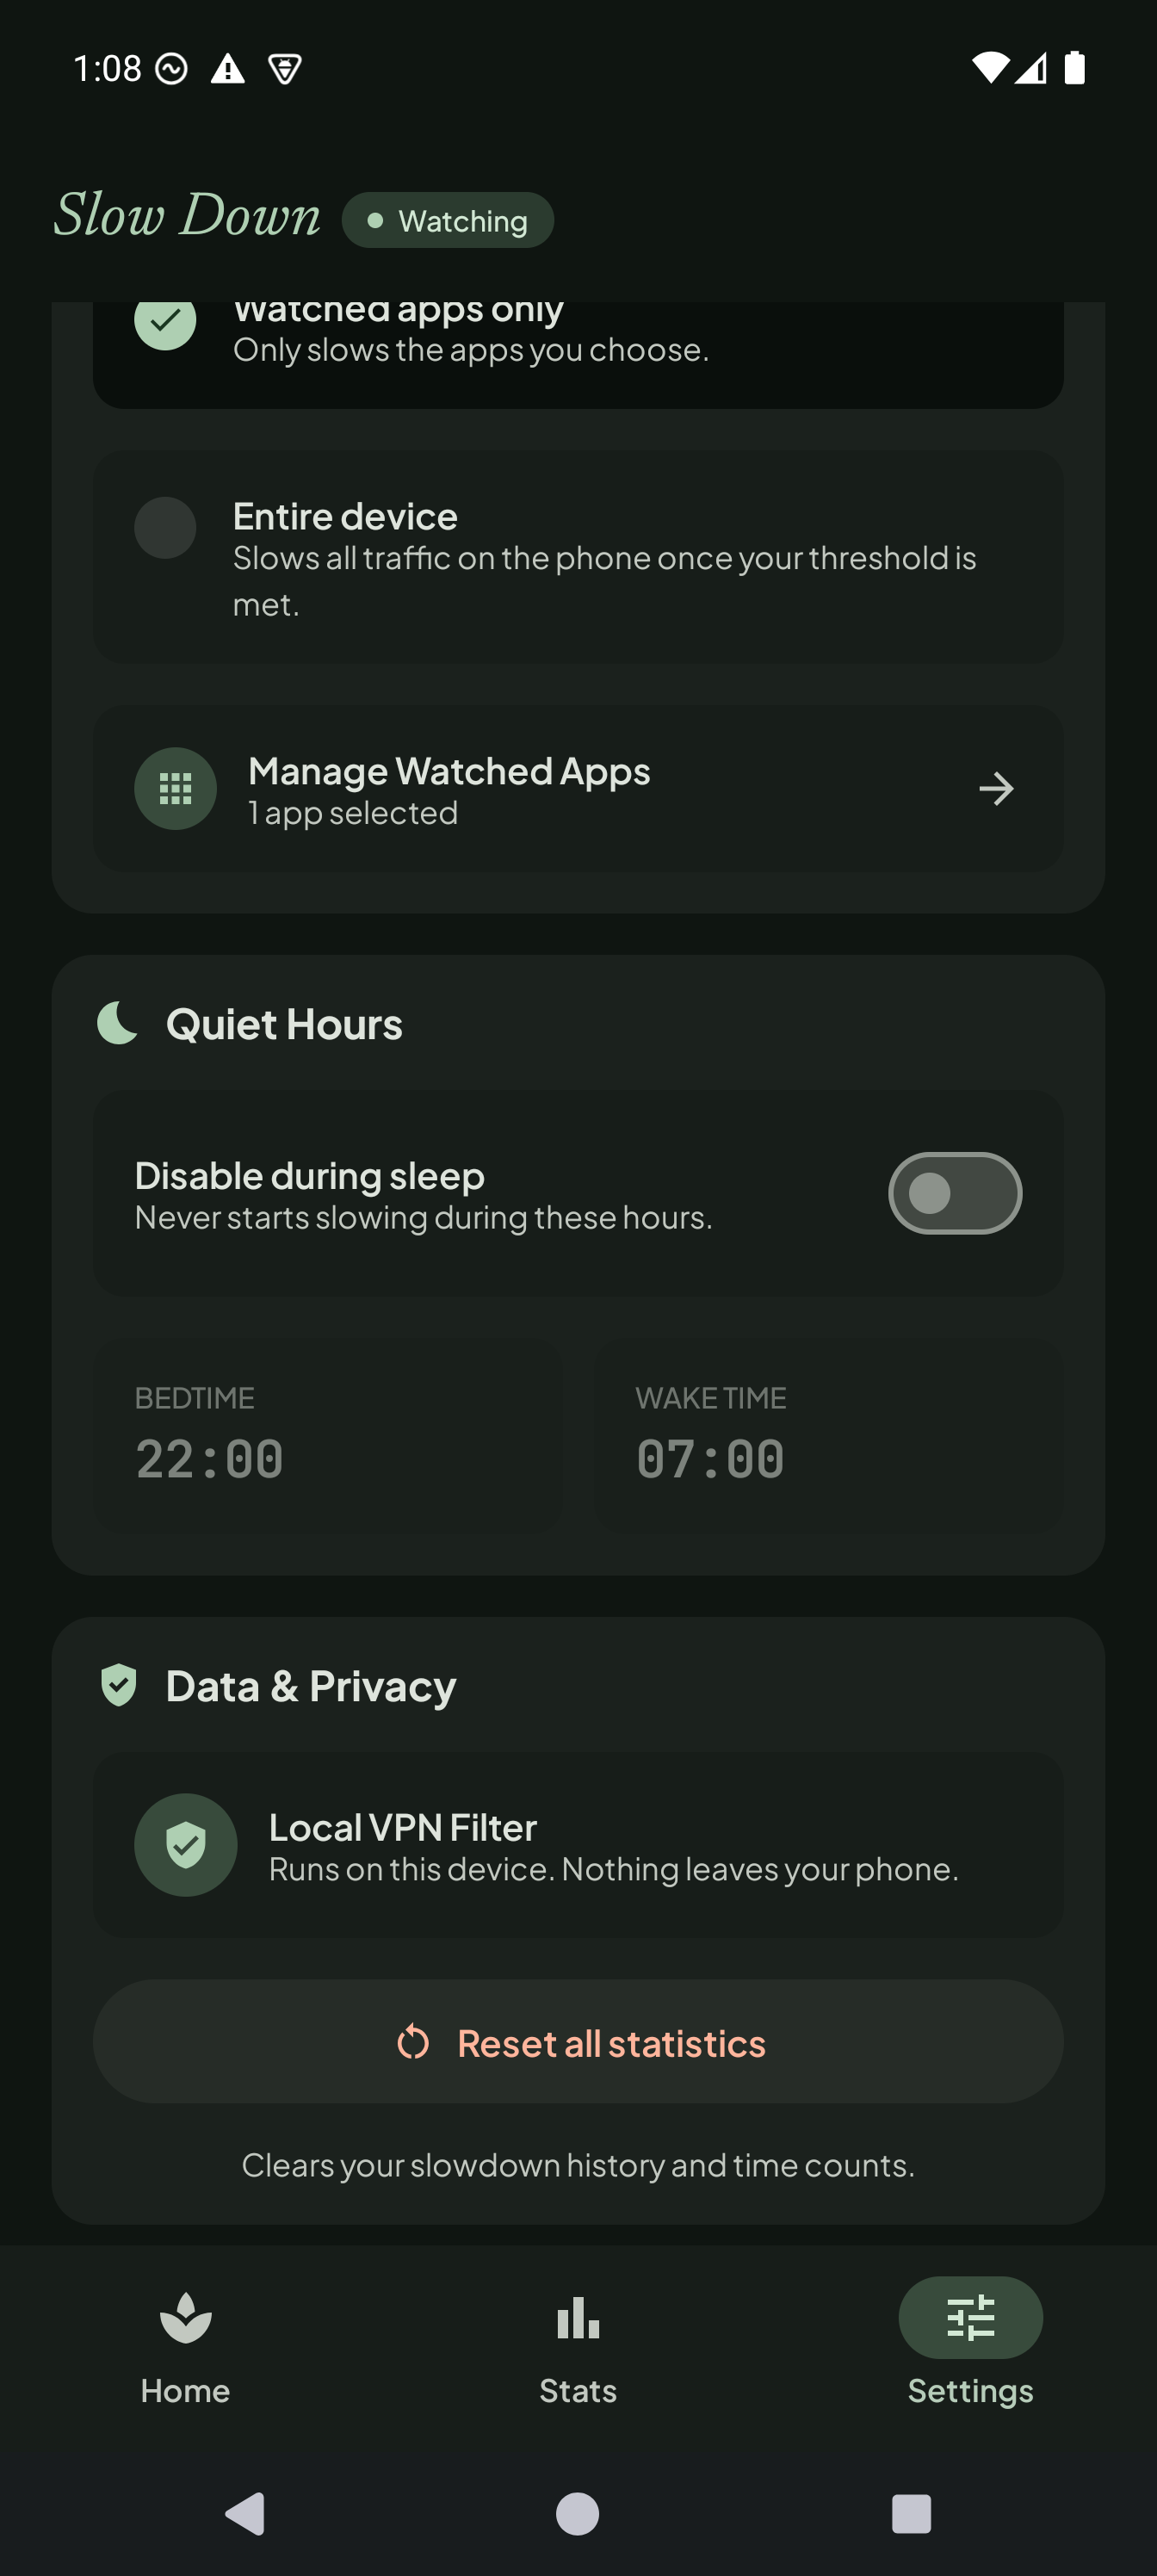 1:08
Slow Down
Watching
Watched apps only
Only slows the apps you choose.
Entire device
Slows all traffic on the phone once your threshold is
met.
Manage Watched Apps
1 app selected
Quiet Hours
Disable during sleep
Never starts slowing during these hours.
BEDTIME
22:00
WAKE TIME
07:00
Data & Privacy
Local VPN Filter
Runs on this device. Nothing leaves your phone.
Reset all statistics
Clears your slowdown history and time counts.
Home
Stats
Settings